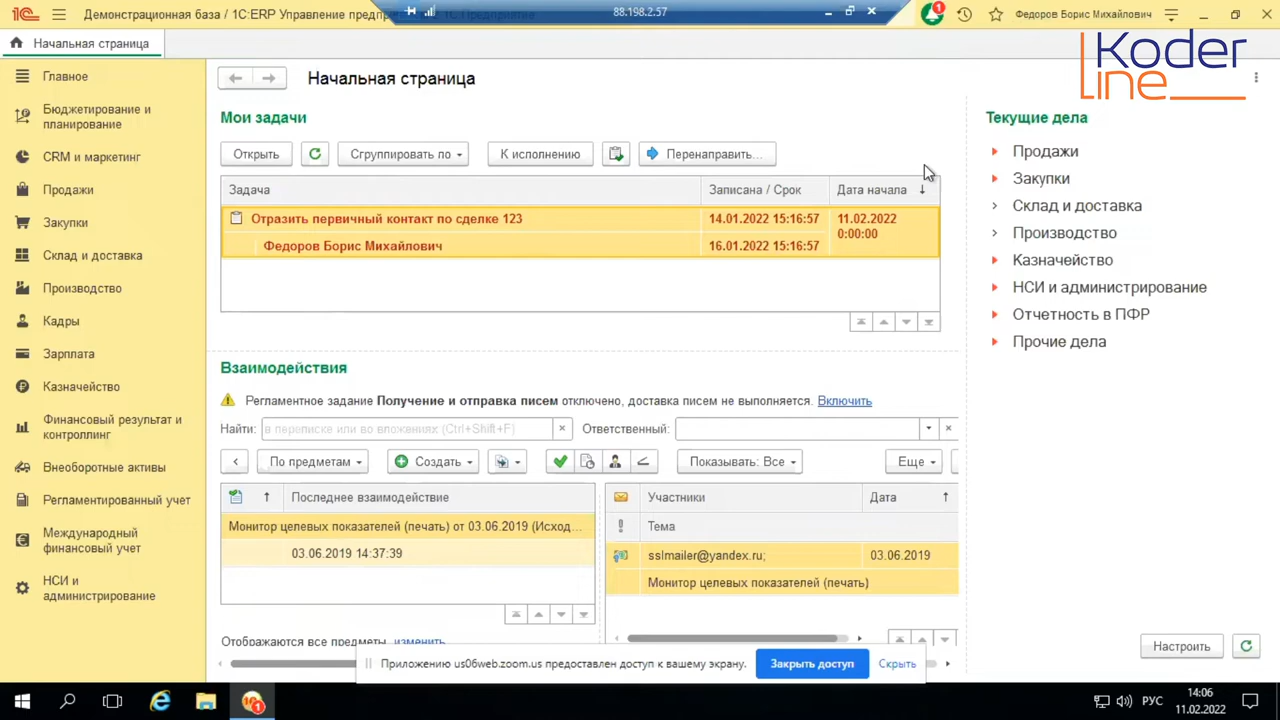 Демонстрационная база / 1С:ERP Управление предпр
1С:Предприятие
88.198.2.57
1
Федоров Борис Михайлович
Начальная страница
Koder
line
Главное
Бюджетирование и
планирование
CRM и маркетинг
Продажи
Закупки
Склад и доставка
Производство
Кадры
Зарплата
Казначейство
Финансовый результат и
контроллинг
Внеоборотные активы
Регламентированный учет
Международный
финансовый учет
НСИ и
администрирование
Начальная страница
Мои задачи
Открыть
Сгруппировать по
К исполнению
Перенаправить...
Задача
Записана / Срок
Дата начала
Отразить первичный контакт по сделке 123
14.01.2022 15:16:57
11.02.2022
0:00:00
Федоров Борис Михайлович
16.01.2022 15:16:57
Взаимодействия
Регламентное задание Получение и отправка писем отключено, доставка писем не выполняется. Включить
Найти:
в переписке или во вложениях (Ctrl+Shift+F)
Ответственный:
По предметам
Создать
Показывать: Все
Еще
Последнее взаимодействие
Монитор целевых показателей (печать) от 03.06.2019 (Исход...
03.06.2019 14:37:39
Участники
Дата
Тема
sslmailer@yandex.ru;
03.06.2019
Монитор целевых показателей (печать)
Отображаются все предметы, изменить
Текущие дела
Продажи
Закупки
Склад и доставка
Производство
Казначейство
НСИ и администрирование
Отчетность в ПФР
Прочие дела
Настроить
Приложению us06web.zoom.us предоставлен доступ к вашему экрану.
Закрыть доступ
Скрыть
РУС
14:06
11.02.2022